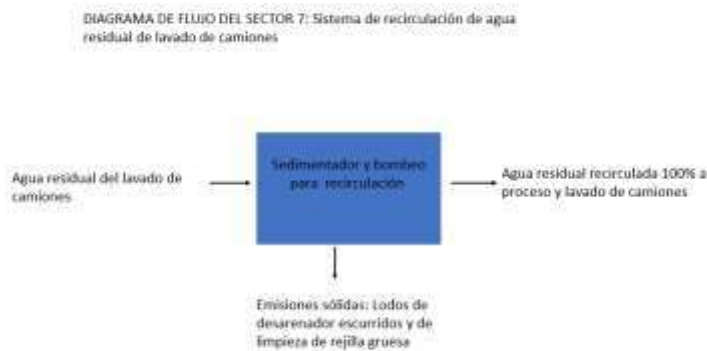 DIAGRAMA DE FLUJO DEL SECTOR 7: Sistema de recirculación de agua
residual de lavado de camiones
Sedimentador y bombeo
para recirculación
Agua residual del lavado de
camiones
Agua residual recirculada 100% a
proceso y lavado de camiones
Emisiones sólidas: Lodos de
desarenador escurridos y de
limpieza de rejilla gruesa